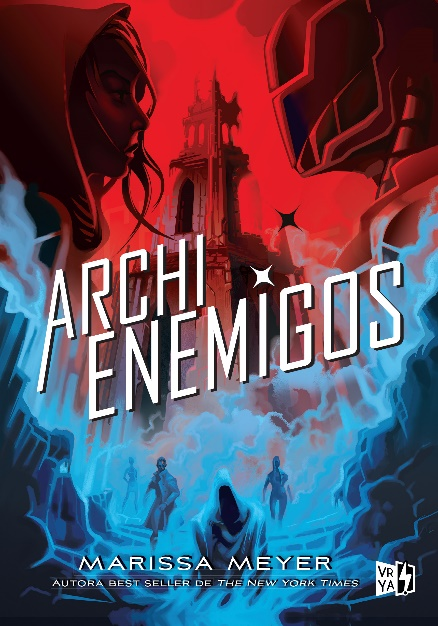 ARCHI
ENEMIGOS
MARISSA MEYER
AUTORA BEST SELLER DE THE NEW YORK TIMES
VR
YA